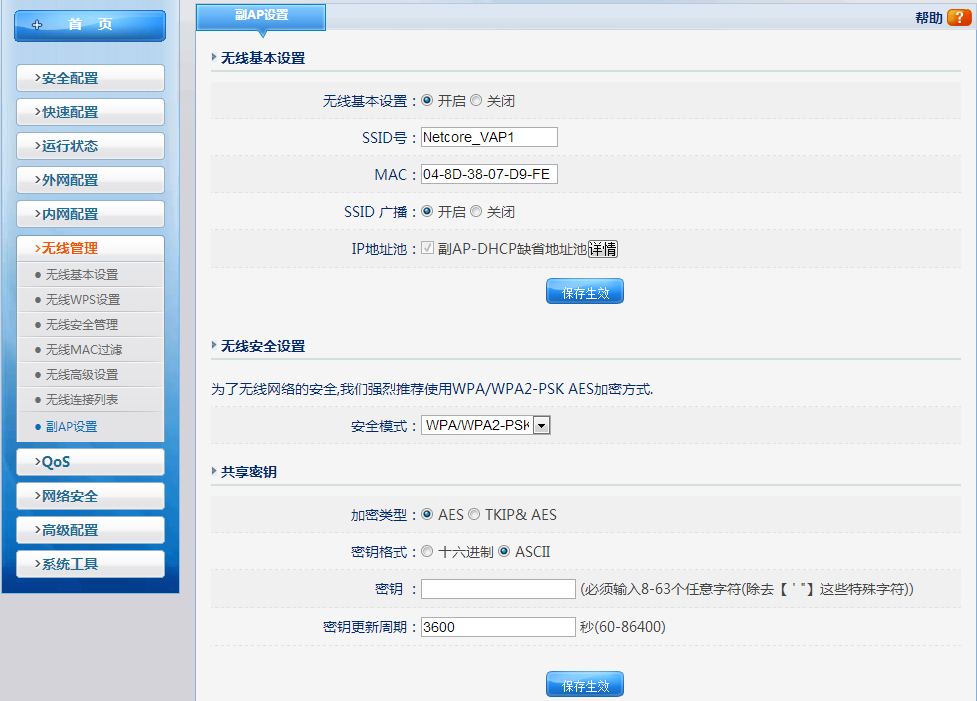 首 页
安全配置
快速配置
运行状态
外网配置
内网配置
无线管理
无线基本设置
无线WPS设置
无线安全管理
无线MAC过滤
无线高级设置
无线连接列表
副AP设置
QoS
网络安全
高级配置
系统工具
副AP设置
帮助 ?
无线基本设置
无线基本设置: 开启 关闭
SSID号: Netcore_VAP1
MAC: 04-8D-38-07-D9-FE
SSID 广播: 开启 关闭
IP地址池: 副AP-DHCP缺省地址池 详情
保存生效
无线安全设置
为了无线网络的安全,我们强烈推荐使用WPA/WPA2-PSK AES加密方式.
安全模式: WPA/WPA2-PSK
共享密钥
加密类型: AES TKIP& AES
密钥格式: 十六进制 ASCII
密钥 : (必须输入8-63个任意字符(除去【 ' "】这些特殊字符))
密钥更新周期: 3600 秒(60-86400)
保存生效